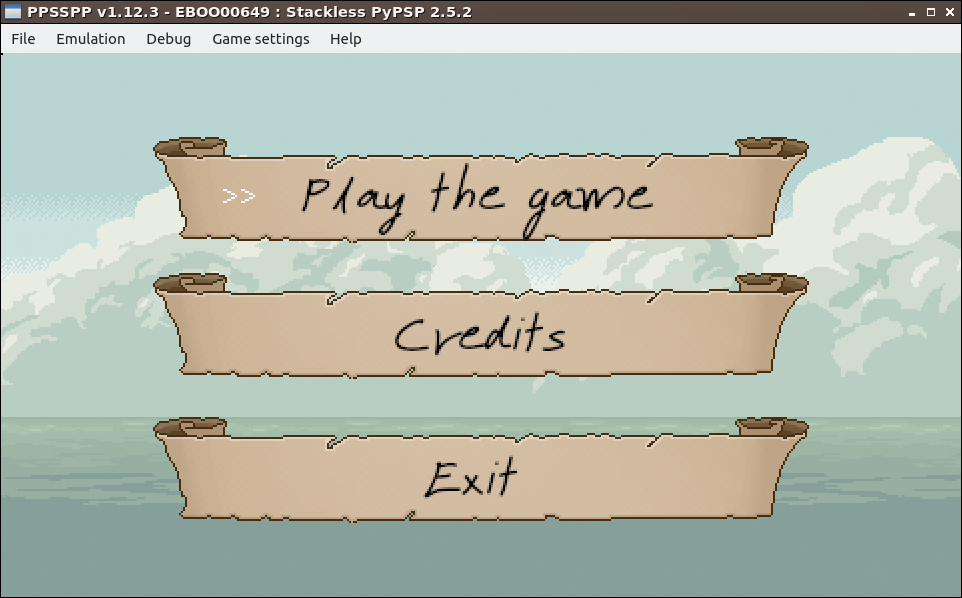 PPSSPP v1.12.3 - EBOO00649 : Stackless PyPSP 2.5.2
File Emulation Debug Game settings Help
>> Play the game
Credits
Exit